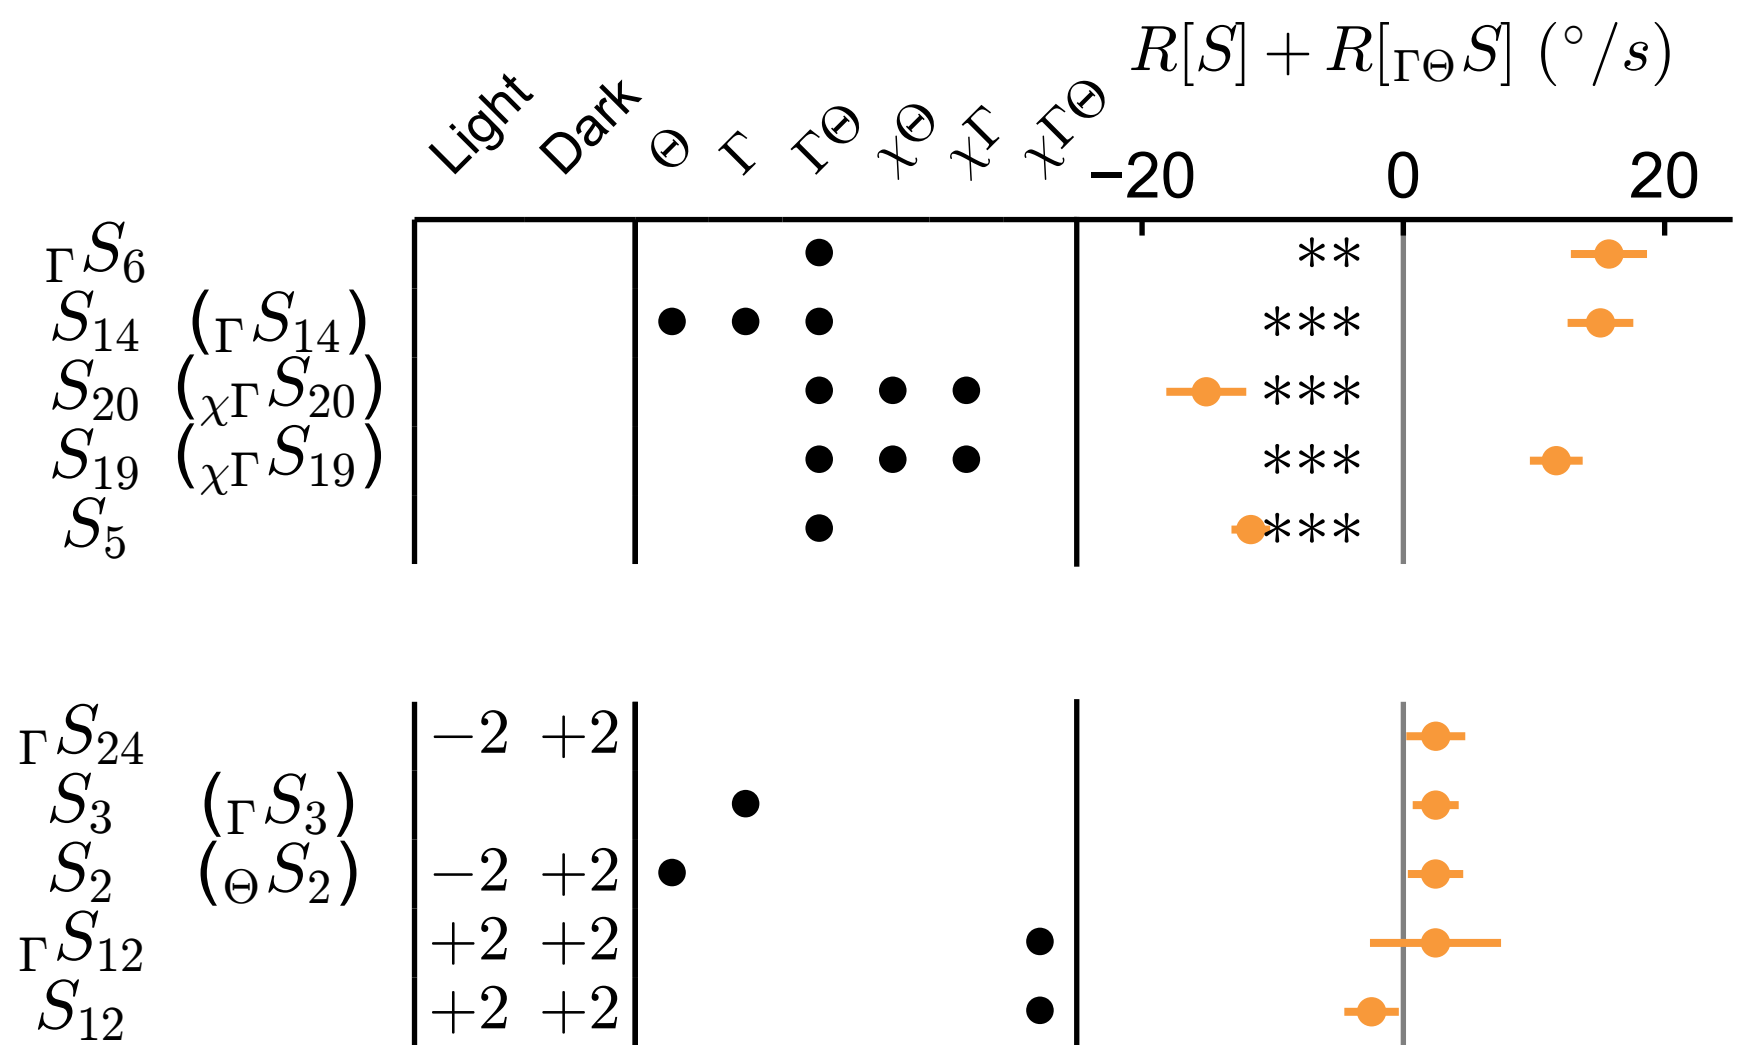 R[S] + R[ΓΘS] (°/s)
Light Dark Θ Γ ΓΘ χΘ χΓ χΓΘ −20 0 20
ΓS6 **
S14 (ΓS14) ***
S20 (χΓS20) ***
S19 (χΓS19) ***
S5 ***
ΓS24 −2 +2
S3 (ΓS3)
S2 (ΘS2) −2 +2
ΓS12 +2 +2
S12 +2 +2